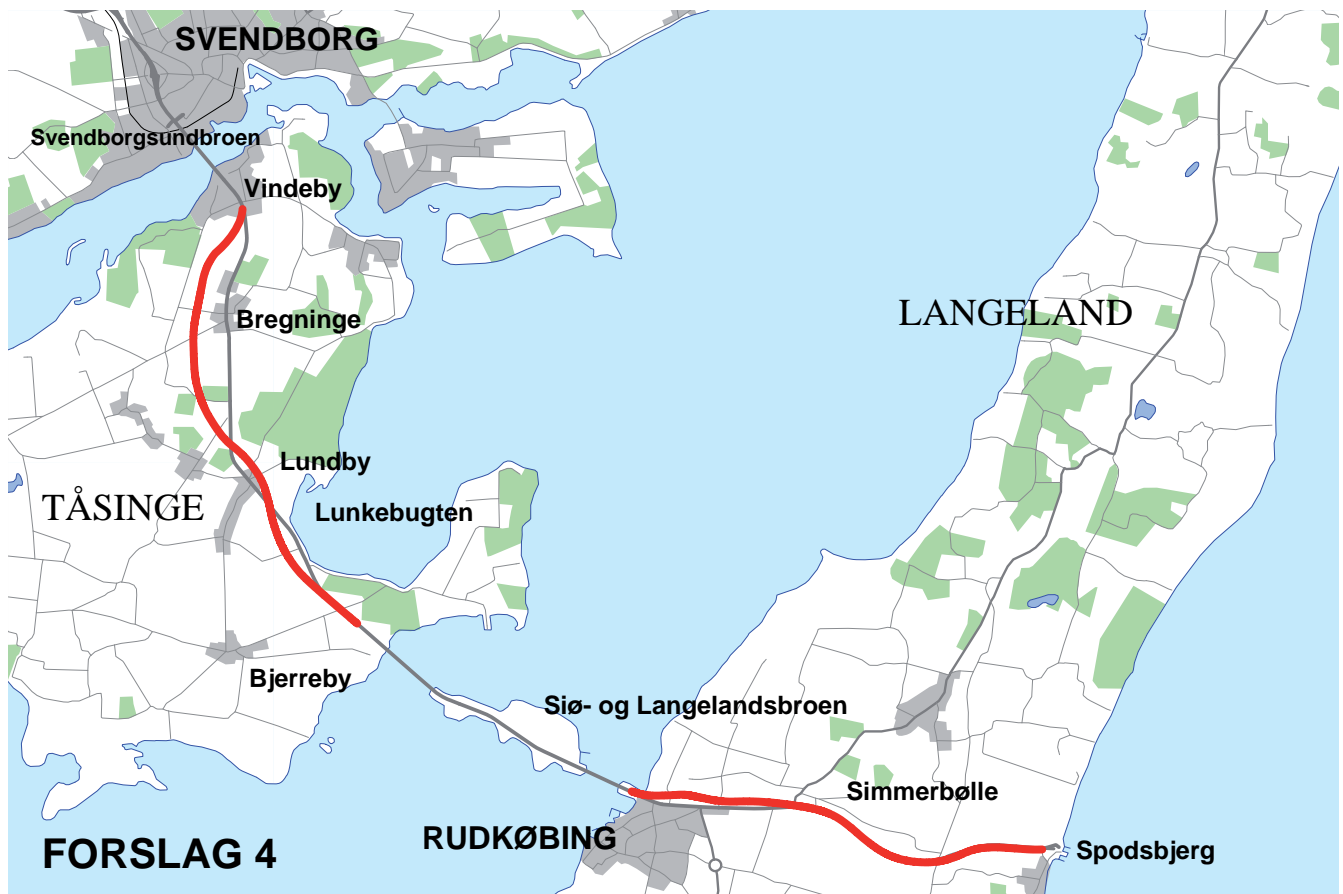 SVENDBORG
Svendborgsundbroen
Vindeby
LANGELAND
Bregninge
Lundby
TÅSINGE
Lunkebugten
Bjerreby
Siø- og Langelandsbroen
Simmerbølle
RUDKØBING
FORSLAG 4
Spodsbjerg